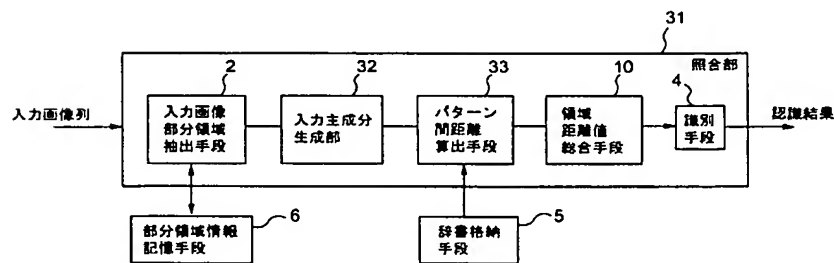 31
照合部
2
32
33
10
4
入力画像列
入力画像
部分領域
抽出手段
入力主成分
生成部
パターン
間距離
算出手段
領域
距離値
総合手段
識別
手段
認識結果
6
部分領域情報
記憶手段
5
辞書格納
手段